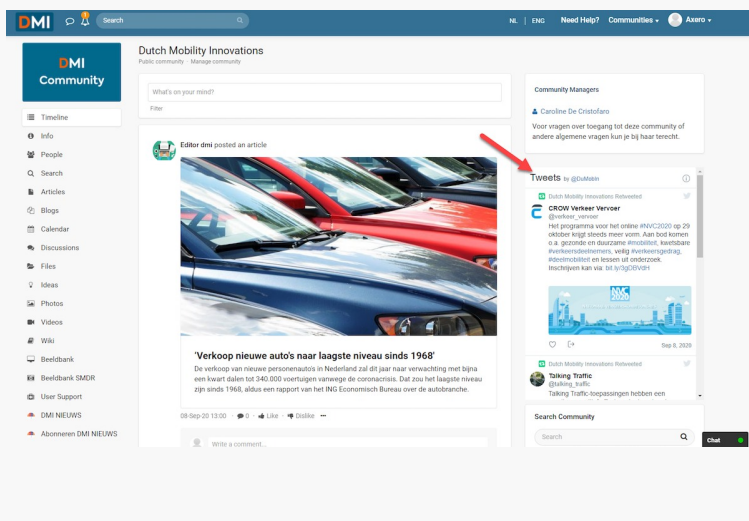 DMI
1
Search
NL | ENG Need Help? Communities Axero
DMI
Community
Timeline
Info
People
Search
Articles
Blogs
Calendar
Discussions
Files
Ideas
Photos
Videos
Wiki
Beeldbank
Beeldbank SMDR
User Support
DMI NIEUWS
Abonneren DMI NIEUWS
Dutch Mobility Innovations
Public community · Manage community
What's on your mind?
Filter
Editor dmi posted an article
'Verkoop nieuwe auto's naar laagste niveau sinds 1968'
De verkoop van nieuwe personenauto's in Nederland zal dit jaar naar verwachting met bijna
een kwart dalen tot 340.000 voertuigen vanwege de coronacrisis. Dat zou het laagste niveau
zijn sinds 1968, aldus een rapport van het ING Economisch Bureau over de autobranche.
08-Sep-20 13:00 · 0 · Like · Dislike ···
Write a comment...
Community Managers
Caroline De Cristofaro
Voor vragen over toegang tot deze community of
andere algemene vragen kun je bij haar terecht.
Tweets by @DuMobIn
Dutch Mobility Innovations Retweeted
CROW Verkeer Vervoer
@verkeer_vervoer
Het programma voor het online #NVC2020 op 29
oktober krijgt steeds meer vorm. Aan bod komen
o.a. gezonde en duurzame #mobiliteit, kwetsbare
#verkeersdeelnemers, veilig #verkeersgedrag,
#deelmobiliteit en lessen uit onderzoek.
Inschrijven kan via: bit.ly/3gDBVdH
NVC
2020
Sep 8, 2020
Dutch Mobility Innovations Retweeted
Talking Traffic
@talking_traffic
Talking Traffic-toepassingen hebben een
Search Community
Search
Chat